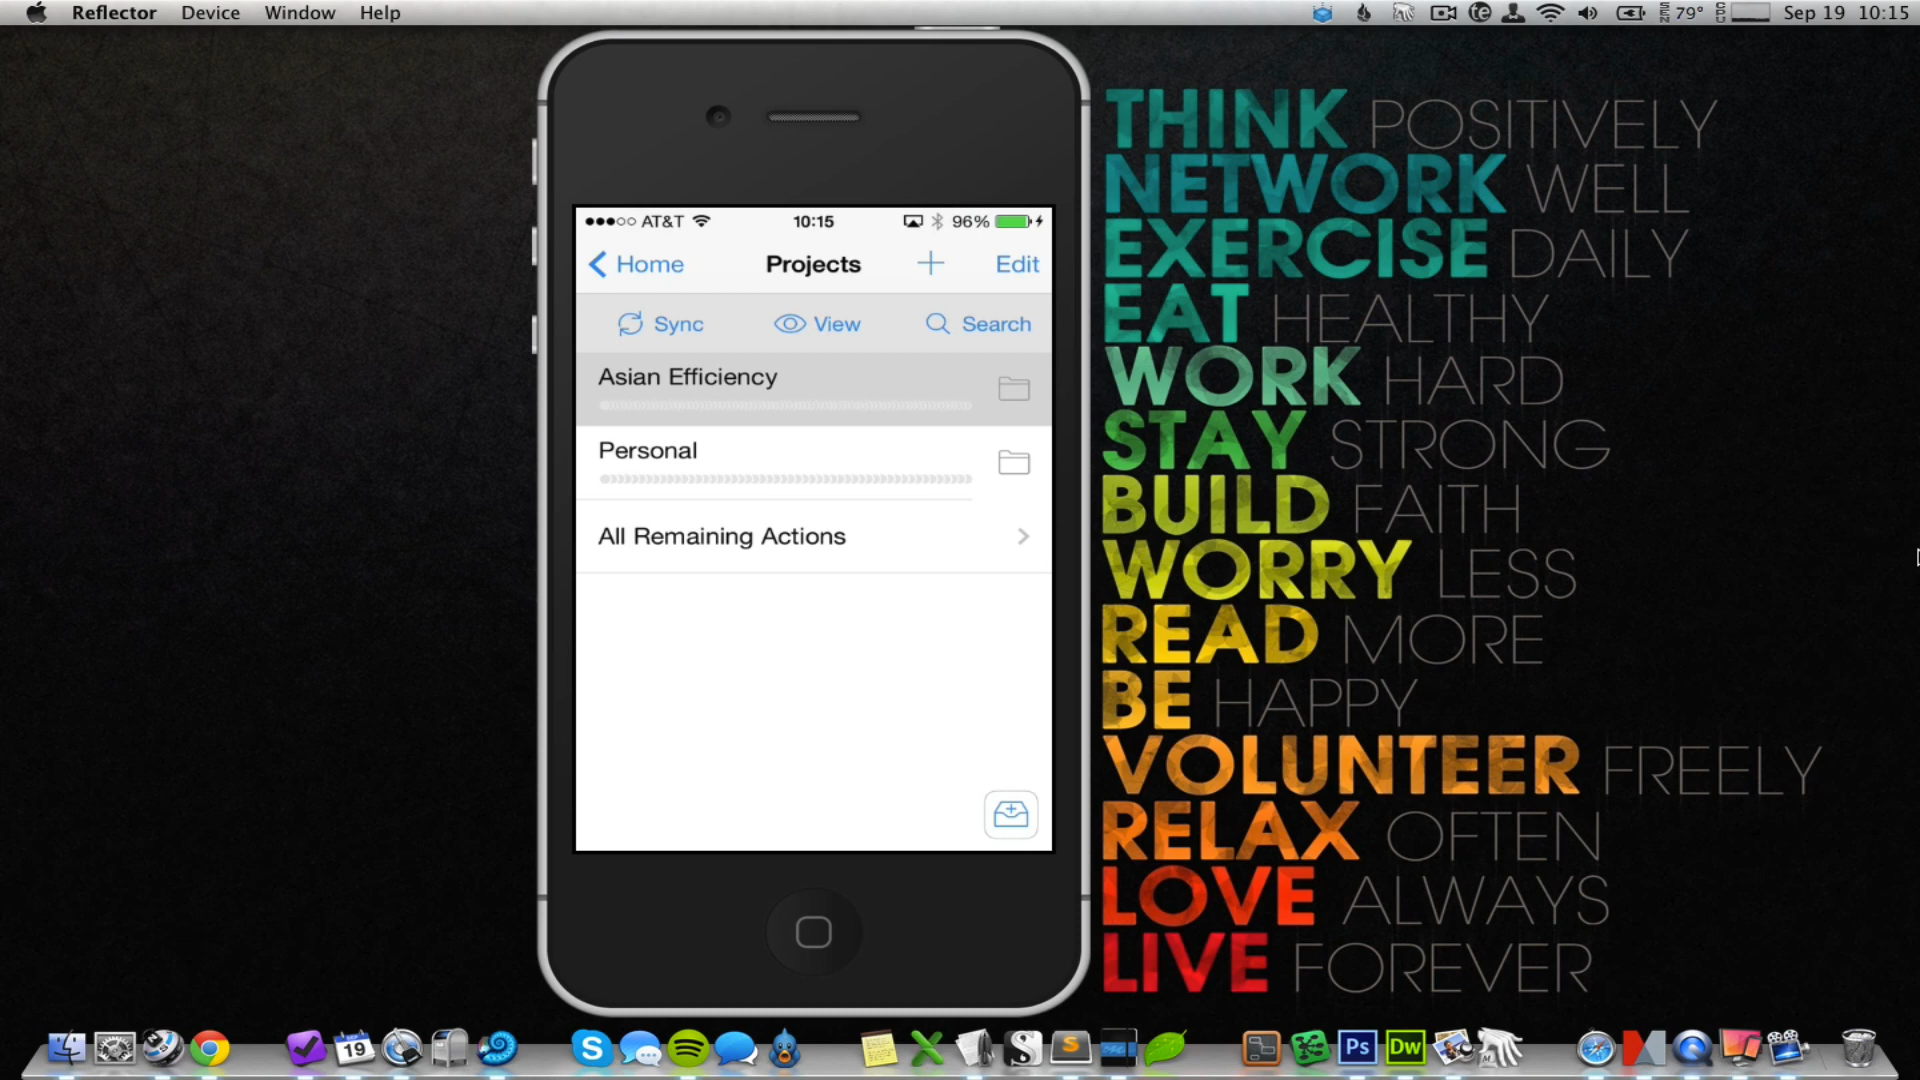 Reflector Device Window Help
SEN 79° CPU Sep 19 10:15
AT&T 10:15 96%
Home Projects Edit
Sync View Search
Asian Efficiency
Personal
All Remaining Actions
THINK POSITIVELY
NETWORK WELL
EXERCISE DAILY
EAT HEALTHY
WORK HARD
STAY STRONG
BUILD FAITH
WORRY LESS
READ MORE
BE HAPPY
VOLUNTEER FREELY
RELAX OFTEN
LOVE ALWAYS
LIVE FOREVER
19 Ps Dw